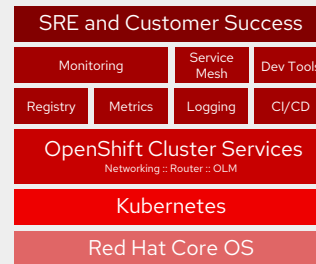 SRE and Customer Success
Monitoring
Service
Mesh
Dev Tools
Registry
Metrics
Logging
CI/CD
OpenShift Cluster Services
Networking :: Router :: OLM
Kubernetes
Red Hat Core OS